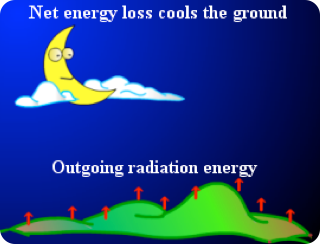 Net energy loss cools the ground
Outgoing radiation energy